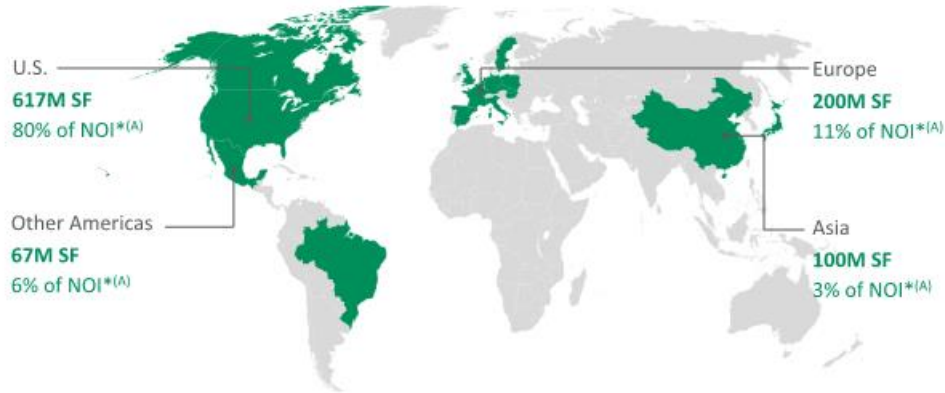 U.S.
617M SF
80% of NOI*(A)
Other Americas
67M SF
6% of NOI*(A)
Europe
200M SF
11% of NOI*(A)
Asia
100M SF
3% of NOI*(A)